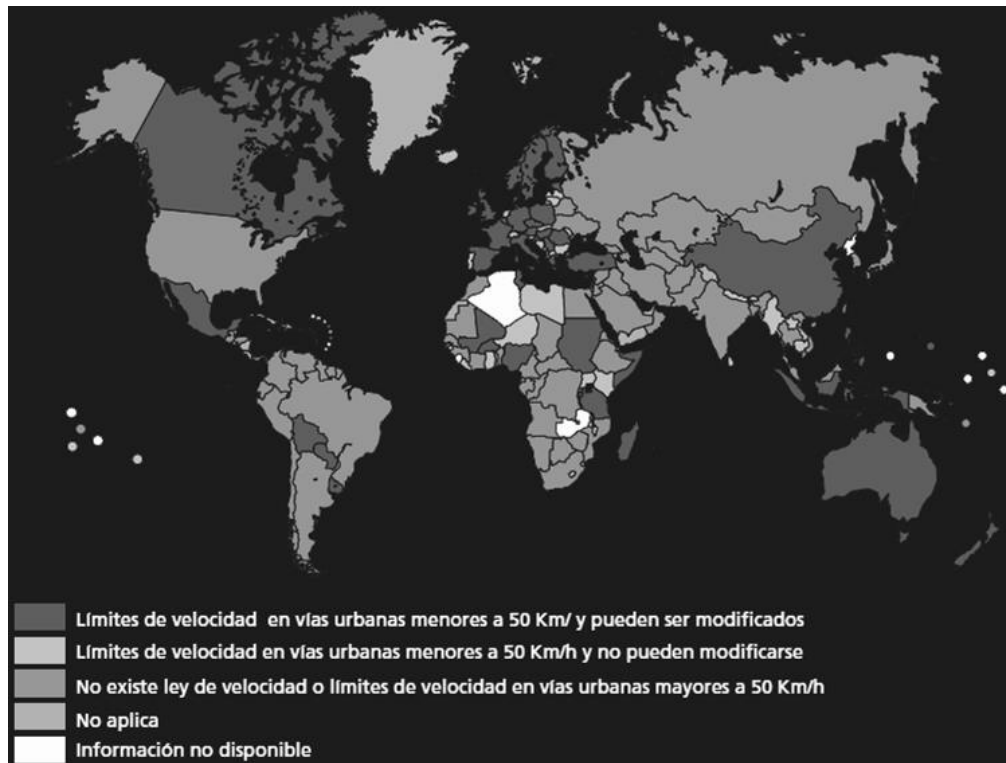 Límites de velocidad en vías urbanas menores a 50 Km/ y pueden ser modificados
Límites de velocidad en vías urbanas menores a 50 Km/h y no pueden modificarse
No existe ley de velocidad o límites de velocidad en vías urbanas mayores a 50 Km/h
No aplica
Información no disponible